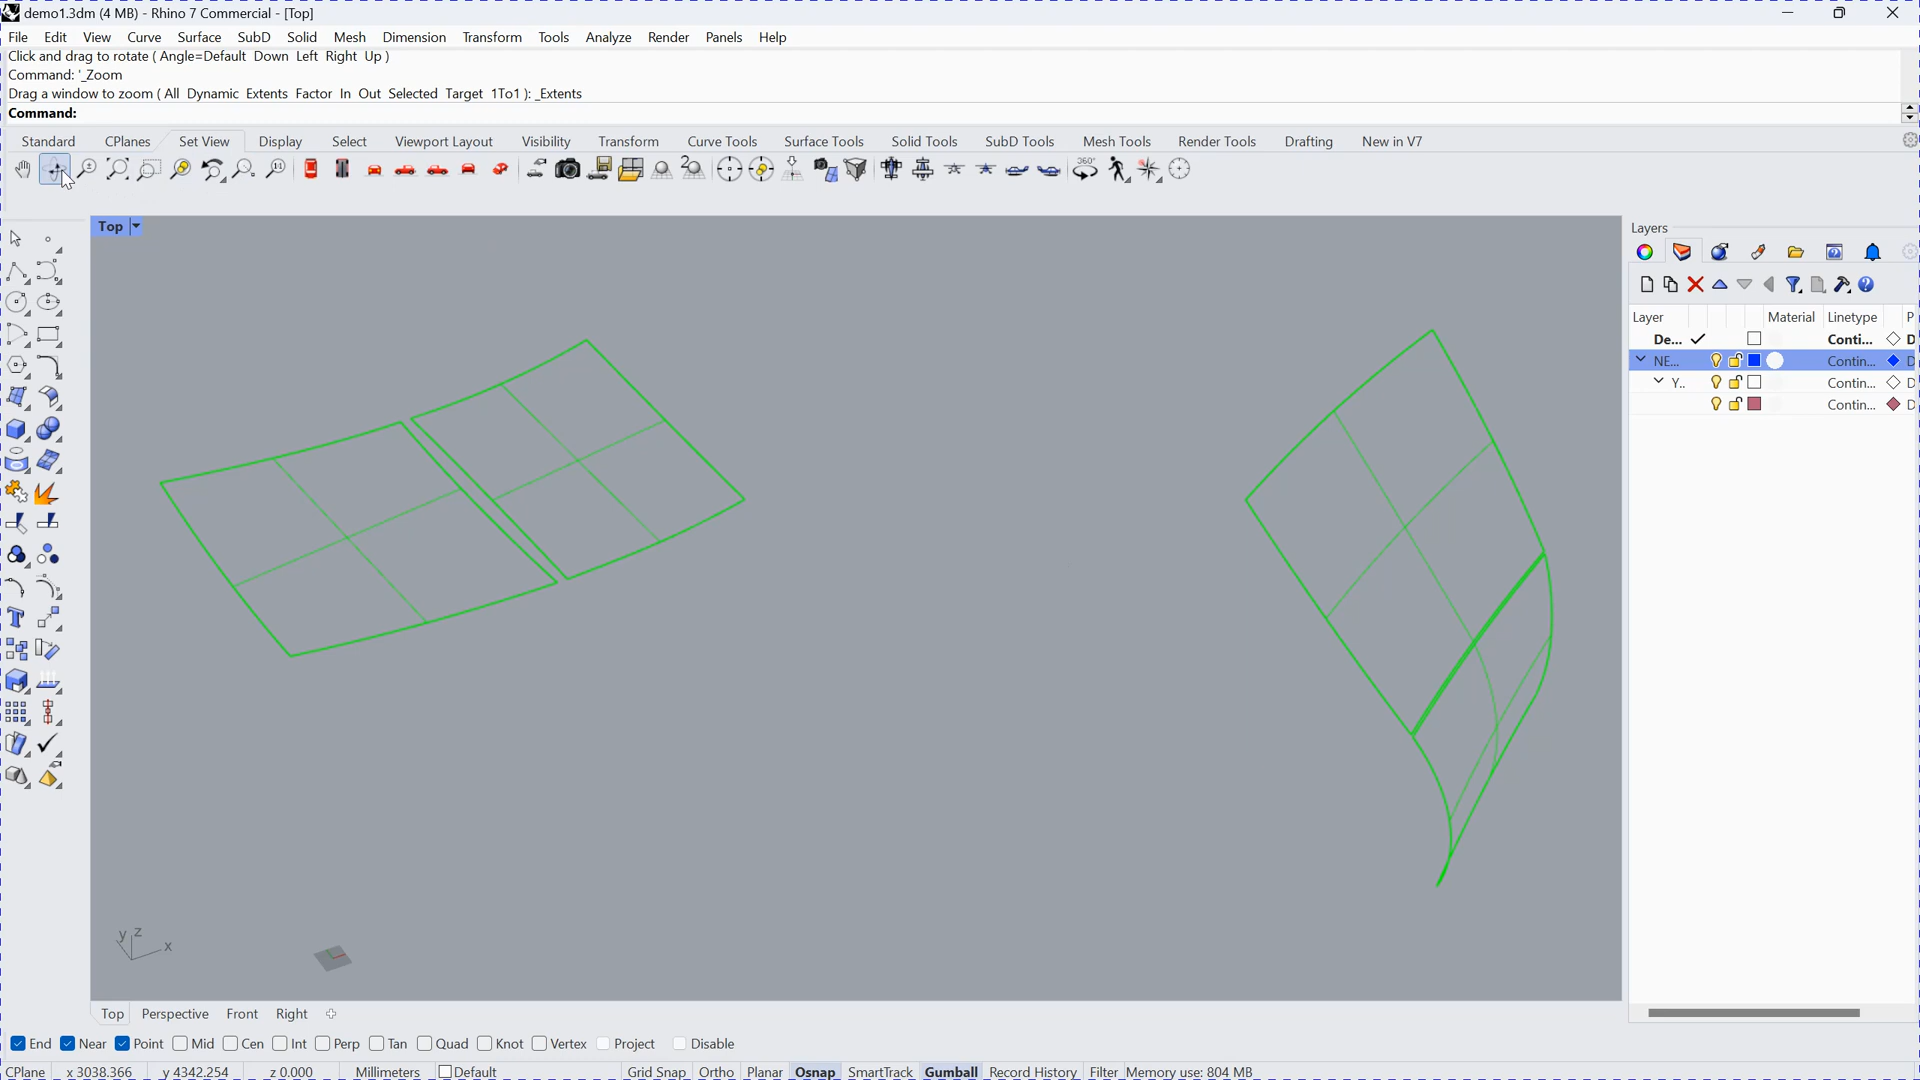 demo1.3dm (4 MB) - Rhino 7 Commercial - [Top]
File Edit View Curve Surface SubD Solid Mesh Dimension Transform Tools Analyze Render Panels Help
Click and drag to rotate ( Angle=Default Down Left Right Up )
Command: '_Zoom
Drag a window to zoom ( All Dynamic Extents Factor In Out Selected Target 1To1 ): _Extents
Command:
Standard CPlanes Set View Display Select Viewport Layout Visibility Transform Curve Tools Surface Tools Solid Tools SubD Tools Mesh Tools Render Tools Drafting New in V7
Top
Layers
Layer Material Linetype P
De... Conti... D
NE... Contin... D
Y.. Contin... D
Contin... D
y z x
Top Perspective Front Right
End Near Point Mid Cen Int Perp Tan Quad Knot Vertex Project Disable
CPlane x 3038.366 y 4342.254 z 0.000 Millimeters Default Grid Snap Ortho Planar Osnap SmartTrack Gumball Record History Filter Memory use: 804 MB